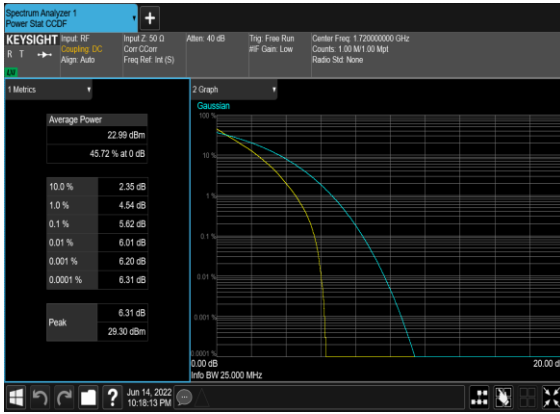 Spectrum Analyzer 1
Power Stat CCDF
+
KEYSIGHT
R T
LXI
Input: RF
Coupling: DC
Align: Auto
Input Z: 50 Ω
Corr CCorr
Freq Ref: Int (S)
Atten: 40 dB
Trig: Free Run
#IF Gain: Low
Center Freq: 1.720000000 GHz
Counts: 1.00 M/1.00 Mpt
Radio Std: None
1 Metrics
Average Power
22.99 dBm
45.72 % at 0 dB
10.0 % 2.35 dB
1.0 % 4.54 dB
0.1 % 5.62 dB
0.01 % 6.01 dB
0.001 % 6.20 dB
0.0001 % 6.31 dB
Peak
6.31 dB
29.30 dBm
2 Graph
Gaussian
100 %
10 %
1 %
0.1 %
0.01 %
0.001 %
0.0001 %
0.00 dB
20.00 d
Info BW 25.000 MHz
?
Jun 14, 2022
10:18:13 PM